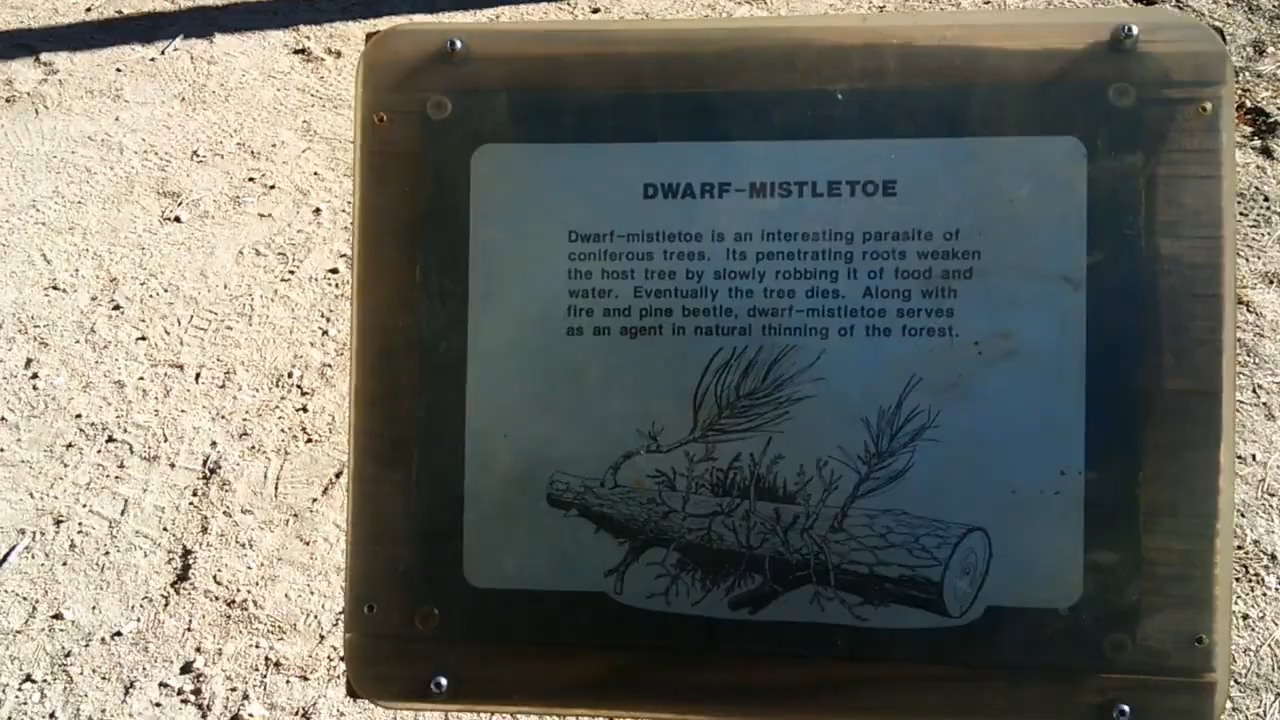 DWARF-MISTLETOE
Dwarf-mistletoe is an interesting parasite of
coniferous trees. Its penetrating roots weaken
the host tree by slowly robbing it of food and
water. Eventually the tree dies. Along with
fire and pine beetle, dwarf-mistletoe serves
as an agent in natural thinning of the forest.